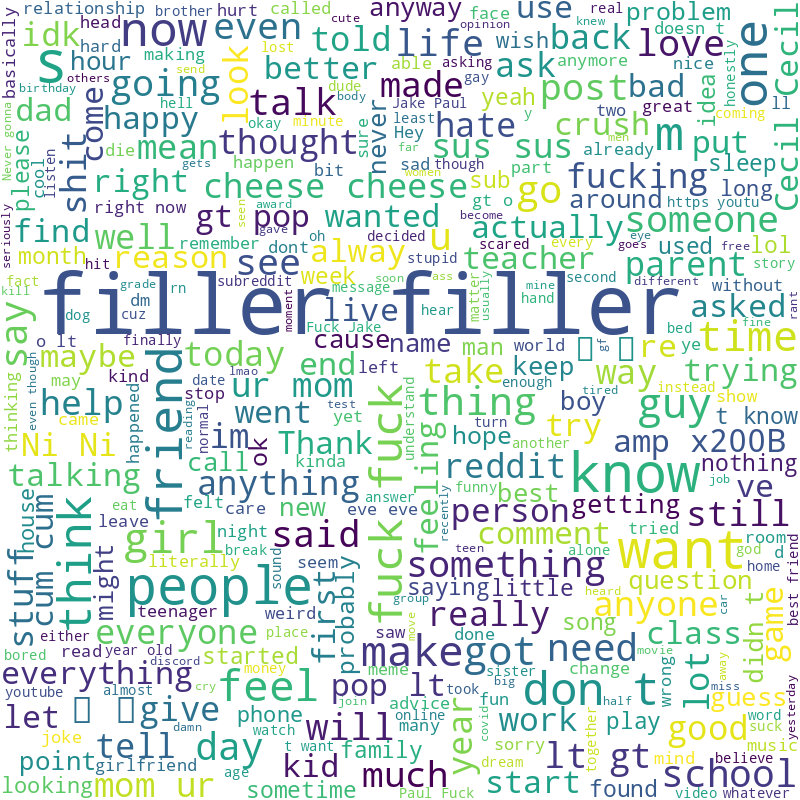 relationship brother hurt called anyway face use opinion real problem
basically idk head hard making now even told life cute knew wish back doesn t love
s hour going look lost better asking ask anymore nice one Cecil Cecil
others birthday send able gay idea honestly
dad come hell dude body Jake Paul made yeah post bad ll
happy okay minute talk never least Hey y two great coming
Never gonna listen cool please shit die mean thought sure far hate crush already m put
happen bit sad though sus sus men part sub sleep
gets women fucking
right cheese cheese go around long
seriously find right now award gt pop wanted gt o become actually https youtu someone
well seen gave remember oh decided scared eye every goes used free lol
month reason see dont alway u teacher parent story
fact hit subreddit week stupid ass second different without
kill say grade rn message soon matter usually mine hand asked rant
filler filler
dog dm cuz moment live hear bed ye fine time
o lt finally Fuck Jake cause name man world re
maybe friend today end left enough gf keep way trying
may kind lmao date take tired instead show
thinking even though help came happened stop reading normal ur mom test yet understand boy thing guy
went turn try t know
Ni Ni im ok Thank kinda fuck fuck feeling hope another amp x200B
talking call anything answer funny reddit know job nothing
think felt new best getting ve
house eat leave care eve eve recently person still
stuff cum cum girl night said comment tried room d
might literally break sound seem teen something alone god home
people saying little question best friend
either teenager weird first probably group really heard anyone car game
everyone place move saw make got need class didn t
bored read year old started song done together movie away
everything discord meme sister change wrong lot guess
youtube almost money feel pop lt took big don t miss
let give cry join advice fun half good word yesterday
joke damn phone watch will online covid work play suck
tell day t want many year sorry lt gt mind music
point girlfriend family dream school
looking mom ur age kid much start found believe
sometime Paul Fuck video whatever